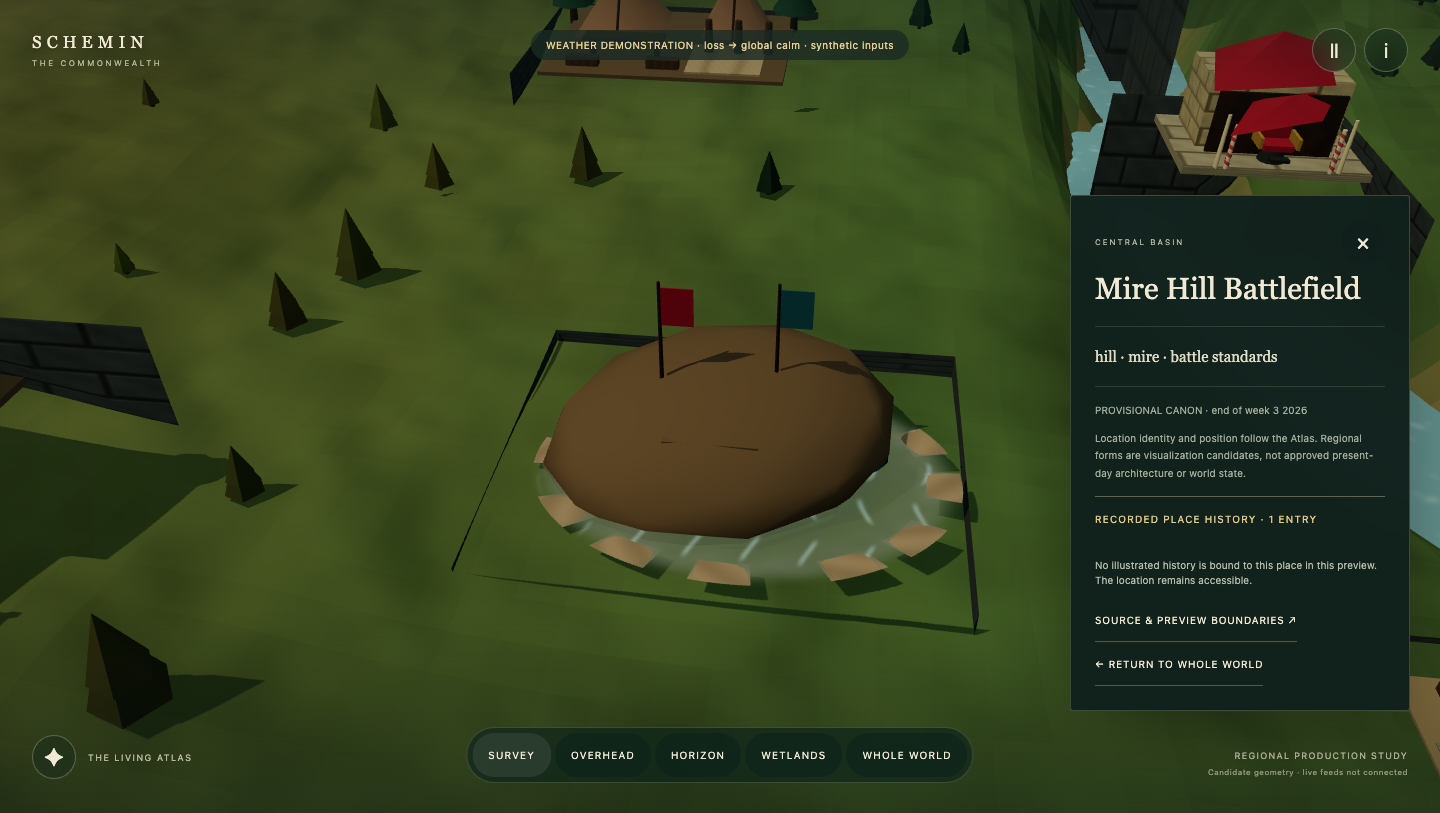 SCHEMIN
THE COMMONWEALTH
WEATHER DEMONSTRATION · loss → global calm · synthetic inputs
i
CENTRAL BASIN
×
Mire Hill Battlefield
hill · mire · battle standards
PROVISIONAL CANON · end of week 3 2026
Location identity and position follow the Atlas. Regional
forms are visualization candidates, not approved present-
day architecture or world state.
RECORDED PLACE HISTORY · 1 ENTRY
No illustrated history is bound to this place in this preview.
The location remains accessible.
SOURCE & PREVIEW BOUNDARIES ↗
← RETURN TO WHOLE WORLD
THE LIVING ATLAS
SURVEY
OVERHEAD
HORIZON
WETLANDS
WHOLE WORLD
REGIONAL PRODUCTION STUDY
Candidate geometry · live feeds not connected